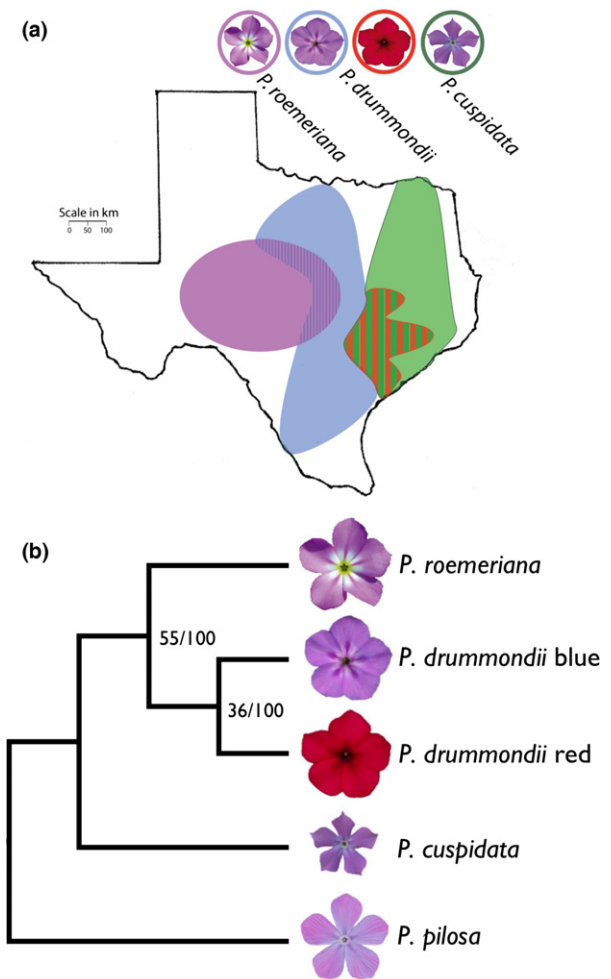 (a)
P. roemeriana
P. drummondii
P. cuspidata
Scale in km
0 50 100
(b)
P. roemeriana
55/100
P. drummondii blue
36/100
P. drummondii red
P. cuspidata
P. pilosa